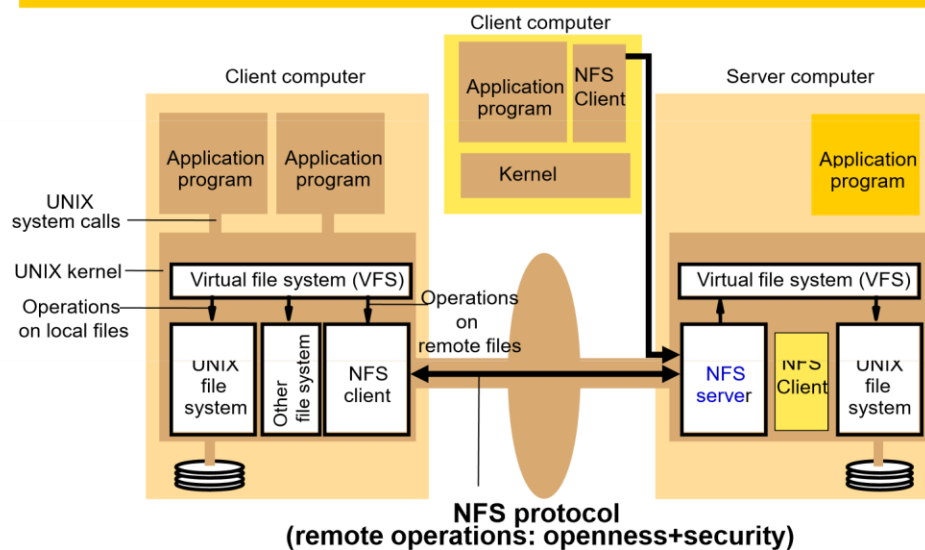 Client computer
Client computer
Server computer
Application
program
NFS
Client
Kernel
Application
program
Application
program
Application
program
UNIX
system calls
UNIX kernel
Virtual file system (VFS)
Virtual file system (VFS)
Operations
on local files
Operations
on
remote files
UNIX
file
system
Other
file system
NFS
client
NFS
server
NFS
Client
UNIX
file
system
NFS protocol
(remote operations: openness+security)